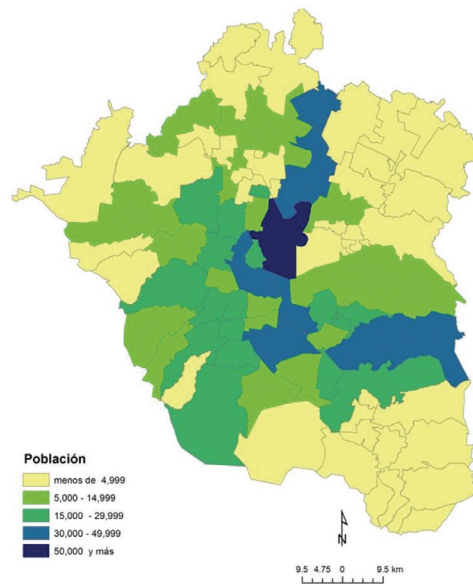 Población
menos de 4,999
5,000 - 14,999
15,000 - 29,999
30,000 - 49,999
50,000 y más
N
9.5 4.75 0 9.5 km